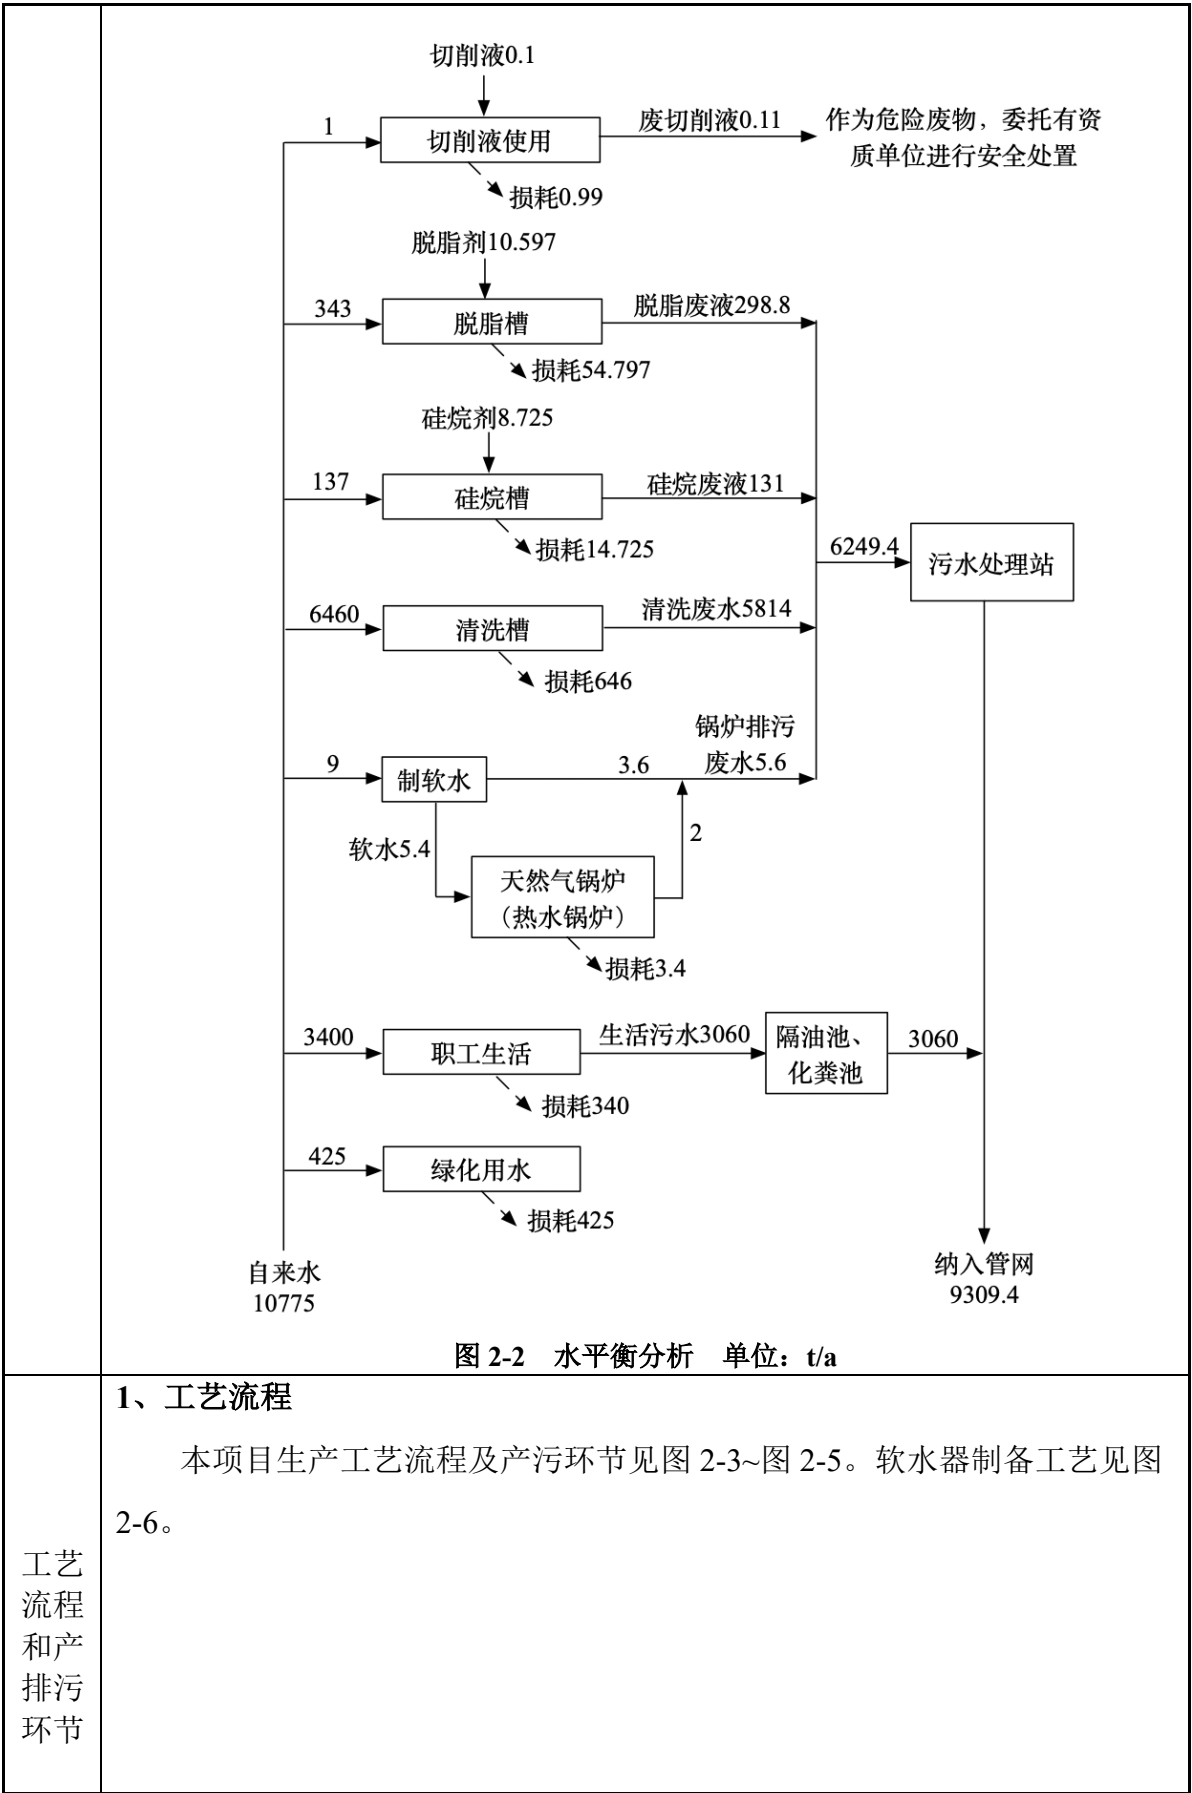 切削液0.1
1
切削液使用
废切削液0.11
作为危险废物，委托有资
质单位进行安全处置
损耗0.99
脱脂剂10.597
343
脱脂槽
脱脂废液298.8
损耗54.797
硅烷剂8.725
137
硅烷槽
硅烷废液131
损耗14.725
6249.4
污水处理站
6460
清洗槽
清洗废水5814
损耗646
9
制软水
3.6
锅炉排污
废水5.6
软水5.4
2
天然气锅炉
（热水锅炉）
损耗3.4
3400
职工生活
生活污水3060
隔油池、
化粪池
3060
损耗340
425
绿化用水
损耗425
自来水
10775
纳入管网
9309.4
图 2-2 水平衡分析 单位：t/a
工艺
流程
和产
排污
环节
1、工艺流程
本项目生产工艺流程及产污环节见图 2-3~图 2-5。软水器制备工艺见图
2-6。